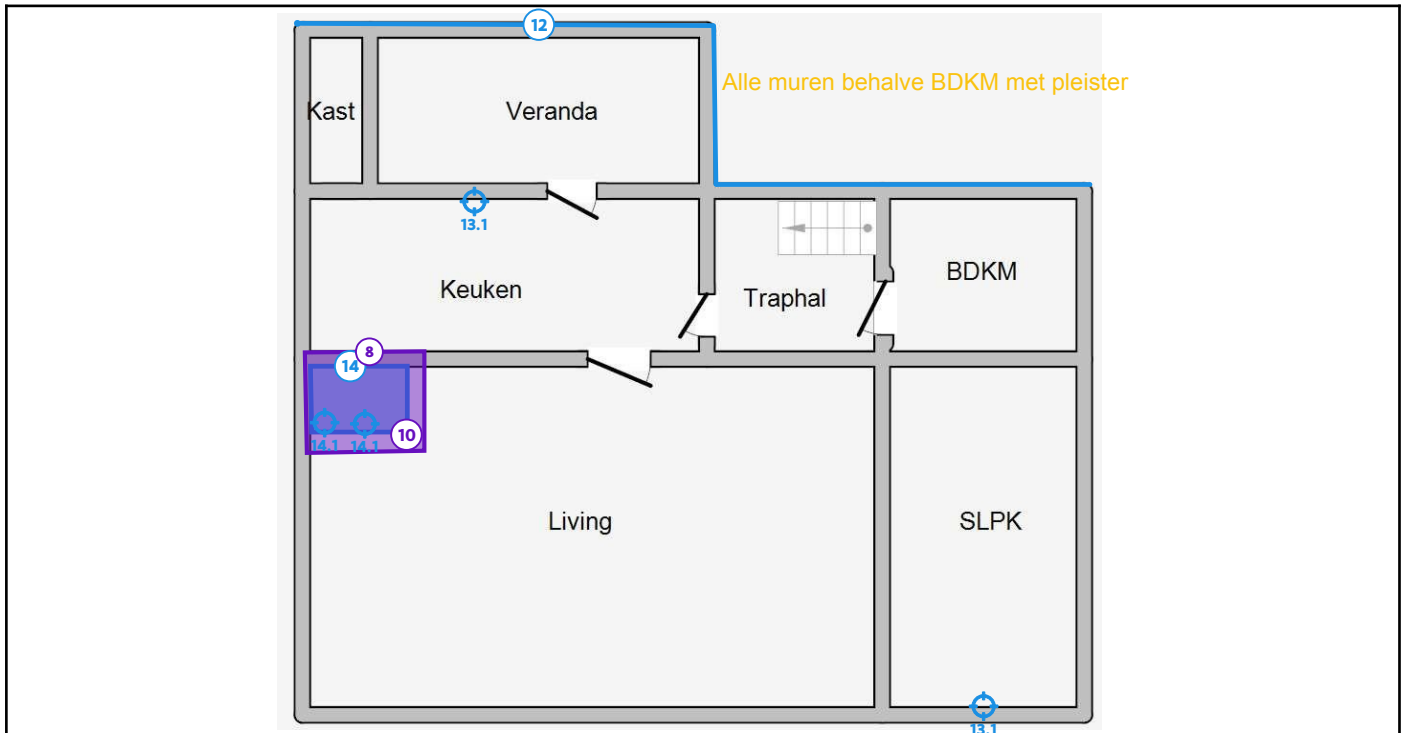 12
Alle muren behalve BDKM met pleister
Kast
Veranda
13.1
Keuken
Traphal
BDKM
8
14
10
14.1
14.1
Living
SLPK
13.1